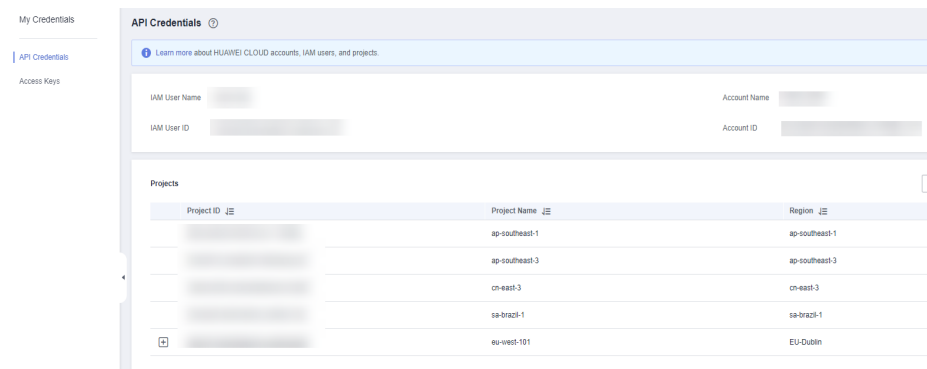 My Credentials
API Credentials
Access Keys
API Credentials ?
Learn more about HUAWEI CLOUD accounts, IAM users, and projects.
IAM User Name
Account Name
IAM User ID
Account ID
Projects
Project ID Project Name Region
ap-southeast-1 ap-southeast-1
ap-southeast-3 ap-southeast-3
cn-east-3 cn-east-3
sa-brazil-1 sa-brazil-1
eu-west-101 EU-Dublin